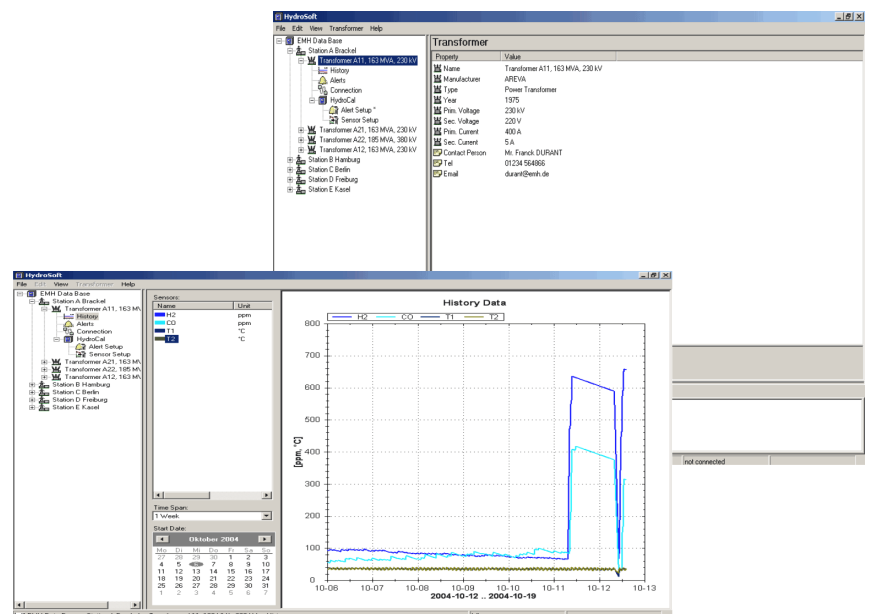 HydroSoft
File Edit View Transformer Help
EMH Data Base
Station A Brackel
Transformer A11, 163 MVA, 230 kV
History
Alerts
Connection
HydroCal
Alert Setup *
Sensor Setup
Transformer A21, 163 MVA, 230 kV
Transformer A22, 185 MVA, 380 kV
Transformer A12, 163 MVA, 230 kV
Station B Hamburg
Station C Berlin
Station D Freiburg
Station E Kasel
Transformer
Property Value
Name Transformer A11, 163 MVA, 230 kV
Manufacturer AREVA
Type Power Transformer
Year 1975
Prim. Voltage 230 kV
Sec. Voltage 220 V
Prim. Current 400 A
Sec. Current 5 A
Contact Person Mr. Franck DURANT
Tel 01234 564866
Email durant@emh.de
not connected
HydroSoft
File Edit View Transformer Help
EMH Data Base
Station A Brackel
Transformer A11, 163 M
History
Alerts
Connection
HydroCal
Alert Setup
Sensor Setup
Transformer A21, 163 M
Transformer A22, 185 M
Transformer A12, 163 M
Station B Hamburg
Station C Berlin
Station D Freiburg
Station E Kasel
Sensors:
Name Unit
H2 ppm
CO ppm
T1 °C
T2 °C
Time Span:
1 Week
Start Date:
Oktober 2004
Mo Di Mi Do Fr Sa So
27 28 29 30 1 2 3
4 5 7 8 9 10
11 12 13 14 15 16 17
18 19 20 21 22 23 24
25 26 27 28 29 30 31
1 2 3 4 5 6 7
History Data
H2 CO T1 T2
800
700
600
500
400
300
200
100
0
[ppm, °C]
10-06 10-07 10-08 10-09 10-10 10-11 10-12 10-13
2004-10-12 .. 2004-10-19